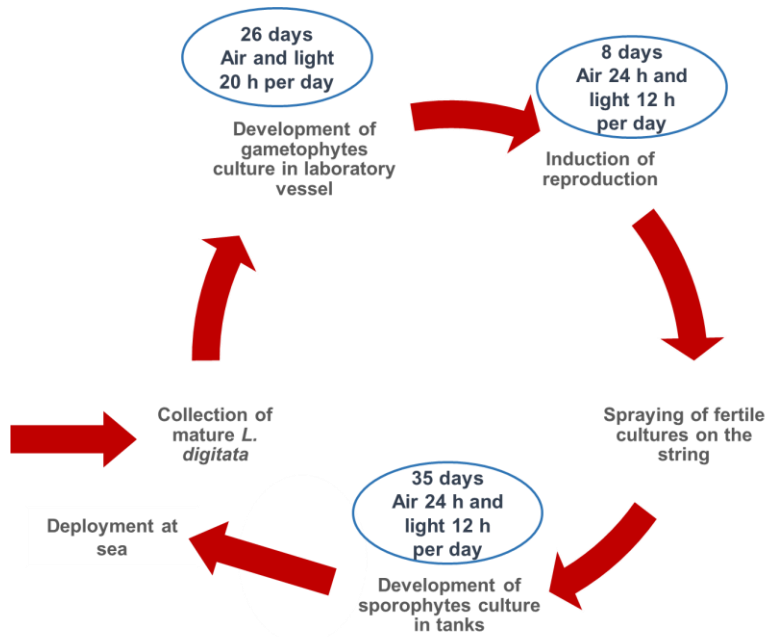 26 days
Air and light
20 h per day
Development of
gametophytes
culture in laboratory
vessel
8 days
Air 24 h and
light 12 h
per day
Induction of
reproduction
Spraying of fertile
cultures on the
string
35 days
Air 24 h and
light 12 h
per day
Development of
sporophytes culture
in tanks
Deployment at
sea
Collection of
mature L.
digitata